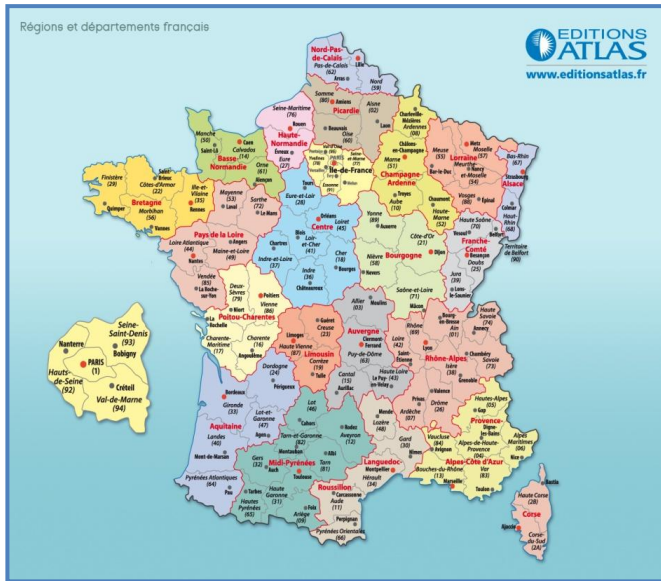 Régions et départements français
EDITIONS
ATLAS
www.editionsatlas.fr
Nord-Pas-
de-Calais
Pas-de-Calais
(62)
Lille
Arras
Nord
(59)
Somme
(80)
Amiens
Picardie
Aisne
(02)
Beauvais
Laon
Oise
(60)
Seine-Maritime
(76)
Rouen
Haute-
Normandie
Évreux
Eure
(27)
Manche
(50)
Saint-Lô
Caen
Calvados
(14)
Basse-
Normandie
Orne
(61)
Alençon
Charleville-
Mézières
Ardennes
(08)
Châlons-
en-Champagne
Marne
(51)
Champagne
Ardenne
Troyes
Aube
(10)
Chaumont
Haute-
Marne
(52)
Meuse
(55)
Bar-le-Duc
Metz
Moselle
(57)
Lorraine
Meurthe-
et-Moselle
(54)
Nancy
Vosges
(88)
Épinal
Bas-Rhin
(67)
Strasbourg
Alsace
Colmar
Haut-
Rhin
(68)
Île-de-France
Finistère
(29)
Quimper
Saint-
Brieuc
Côtes-d'Armor
(22)
Bretagne
Morbihan
(56)
Vannes
Ille-et-
Vilaine
(35)
Rennes
Mayenne
(53)
Laval
Sarthe
(72)
Le Mans
Pays de la Loire
Loire Atlantique
(44)
Nantes
Angers
Maine-et-Loire
(49)
Vendée
(85)
La Roche-
sur-Yon
Tours
Eure-et-Loir
(28)
Orléans
Centre
Loiret
(45)
Blois
Loir-et-
Cher
(41)
Chartres
Indre-et-Loire
(37)
Cher
(18)
Bourges
Indre
(36)
Châteauroux
Yonne
(89)
Auxerre
Côte-d'Or
(21)
Dijon
Nièvre
(58)
Bourgogne
Nevers
Saône-et-Loire
(71)
Mâcon
Haute Saône
(70)
Vesoul
Belfort
Territoire
de Belfort
(90)
Franche-
Comté
Besançon
Doubs
(25)
Jura
(39)
Lons-le-Saunier
Deux-
Sèvres
(79)
Poitiers
Vienne
(86)
Niort
Poitou-Charentes
La
Rochelle
Charente-
Maritime
(17)
Charente
(16)
Angoulême
Guéret
Creuse
(23)
Limoges
Haute Vienne
(87)
Limousin
Corrèze
(19)
Tulle
Allier
(03)
Moulins
Auvergne
Clermont-
Ferrand
Puy-de-Dôme
(63)
Cantal
(15)
Aurillac
Haute Loire
(43)
Le Puy-
en-Velay
Rhône
(69)
Lyon
Bourg-
en-Bresse
Ain
(01)
Haute
Savoie
(74)
Annecy
Loire
(42)
Saint-
Étienne
Rhône-Alpes
Chambéry
Savoie
(73)
Isère
(38)
Grenoble
Valence
Privas
Ardèche
(07)
Drôme
(26)
Dordogne
(24)
Périgueux
Bordeaux
Gironde
(33)
Aquitaine
Lot-et-
Garonne
(47)
Agen
Landes
(40)
Mont-de-Marsan
Pyrénées Atlantiques
(64)
Pau
Lot
(46)
Cahors
Rodez
Aveyron
(12)
Tarn-et-Garonne
(82)
Montauban
Albi
Tarn
(81)
Gers
(32)
Auch
Midi-Pyrénées
Toulouse
Tarbes
Hautes
Pyrénées
(65)
Haute
Garonne
(31)
Foix
Ariège
(09)
Mende
Lozère
(48)
Gard
(30)
Nîmes
Languedoc-
Montpellier
Hérault
(34)
Roussillon
Carcassonne
Aude
(11)
Perpignan
Pyrénées Orientales
(66)
Hautes-Alpes
(05)
Gap
Provence-
Digne-
les-Bains
Alpes-de-Haute-
Provence
(04)
Alpes
Maritimes
(06)
Nice
Vaucluse
(84)
Avignon
Alpes-Côte d'Azur
Bouches-du-Rhône
(13)
Marseille
Var
(83)
Toulon
Bastia
Haute Corse
(2B)
Corse
Ajaccio
Corse-
du-Sud
(2A)
Seine-
Saint-Denis
(93)
Nanterre
Bobigny
PARIS
(1)
Hauts-
de-Seine
(92)
Créteil
Val-de-Marne
(94)